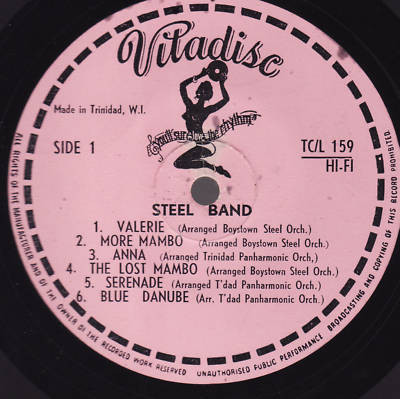 Vitadisc
Made in Trinidad, W.I.
you'll sure love the rhythm
SIDE 1
TC/L 159
HI-FI
STEEL BAND
1. VALERIE (Arranged Boystown Steel Orch.)
2. MORE MAMBO (Arranged Boystown Steel Orch.)
3. ANNA (Arranged Trinidad Panharmonic Orch,)
4. THE LOST MAMBO (Arranged Boystown Steel Orch.)
5. SERENADE (Arranged T'dad Panharmonic Orch.)
6. BLUE DANUBE (Arr. T'dad Panharmonic Orch.)
ALL RIGHTS OF THE MANUFACTURER AND OF THE OWNER OF THE RECORDED WORK RESERVED UNAUTHORISED PUBLIC PERFORMANCE BROADCASTING AND COPYING OF THIS RECORD PROHIBITED.